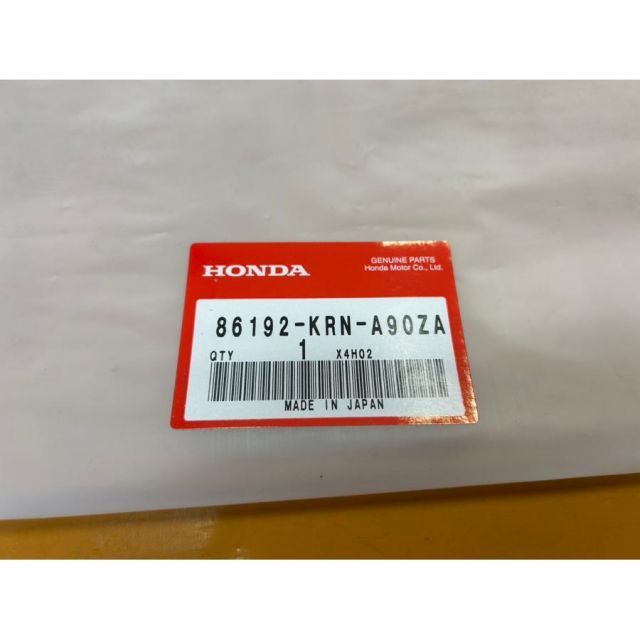 HONDA
GENUINE PARTS
Honda Motor Co., Ltd.
86192-KRN-A90ZA
QTY 1 X4H02
MADE IN JAPAN